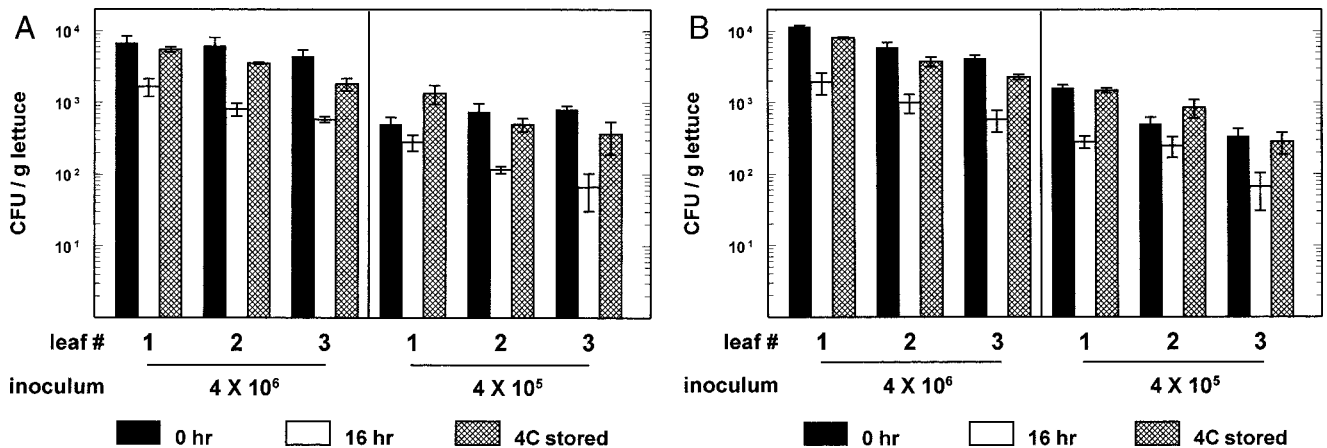 A
CFU / g lettuce
10⁴
10³
10²
10¹
leaf # 1 2 3 1 2 3
inoculum 4 X 10⁶ 4 X 10⁵
0 hr 16 hr 4C stored
B
CFU / g lettuce
10⁴
10³
10²
10¹
leaf # 1 2 3 1 2 3
inoculum 4 X 10⁶ 4 X 10⁵
0 hr 16 hr 4C stored